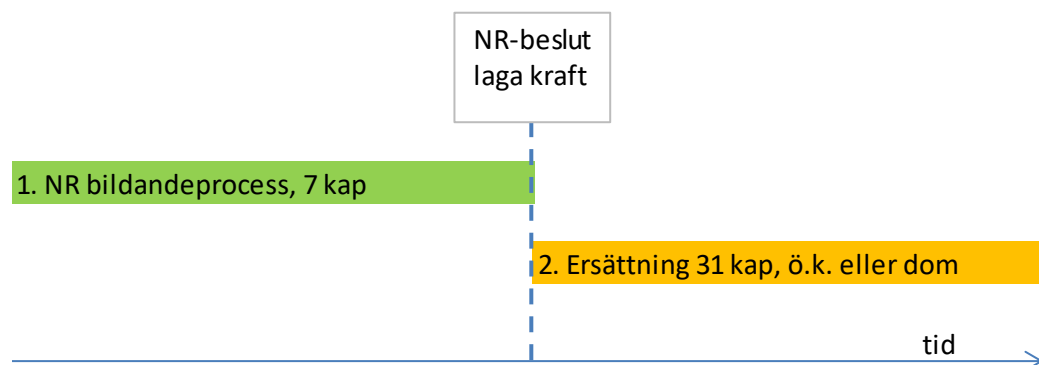 NR-beslut
laga kraft
1. NR bildandeprocess, 7 kap
2. Ersättning 31 kap, ö.k. eller dom
tid